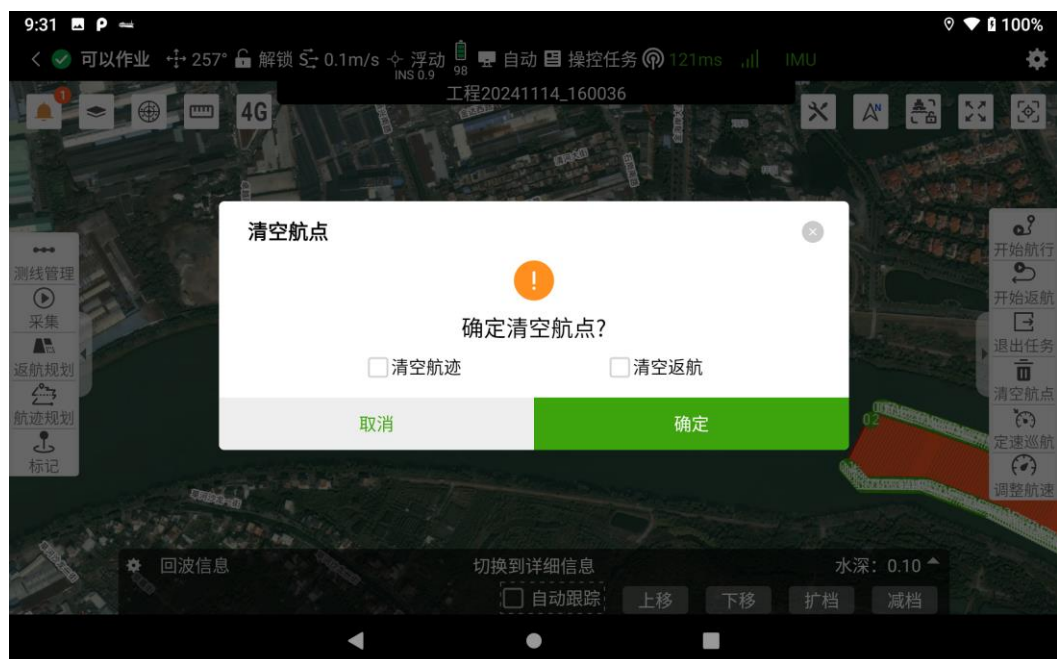 9:31 100%
可以作业 257° 解锁 0.1m/s 浮动 98 自动 操控任务 121ms IMU
INS 0.9
工程20241114_160036
1
4G
N
清空航点
确定清空航点?
清空航迹 清空返航
取消 确定
测线管理
采集
返航规划
航迹规划
标记
开始航行
开始返航
退出任务
清空航点
定速巡航
调整航速
02
回波信息 切换到详细信息 水深: 0.10
自动跟踪 上移 下移 扩档 减档